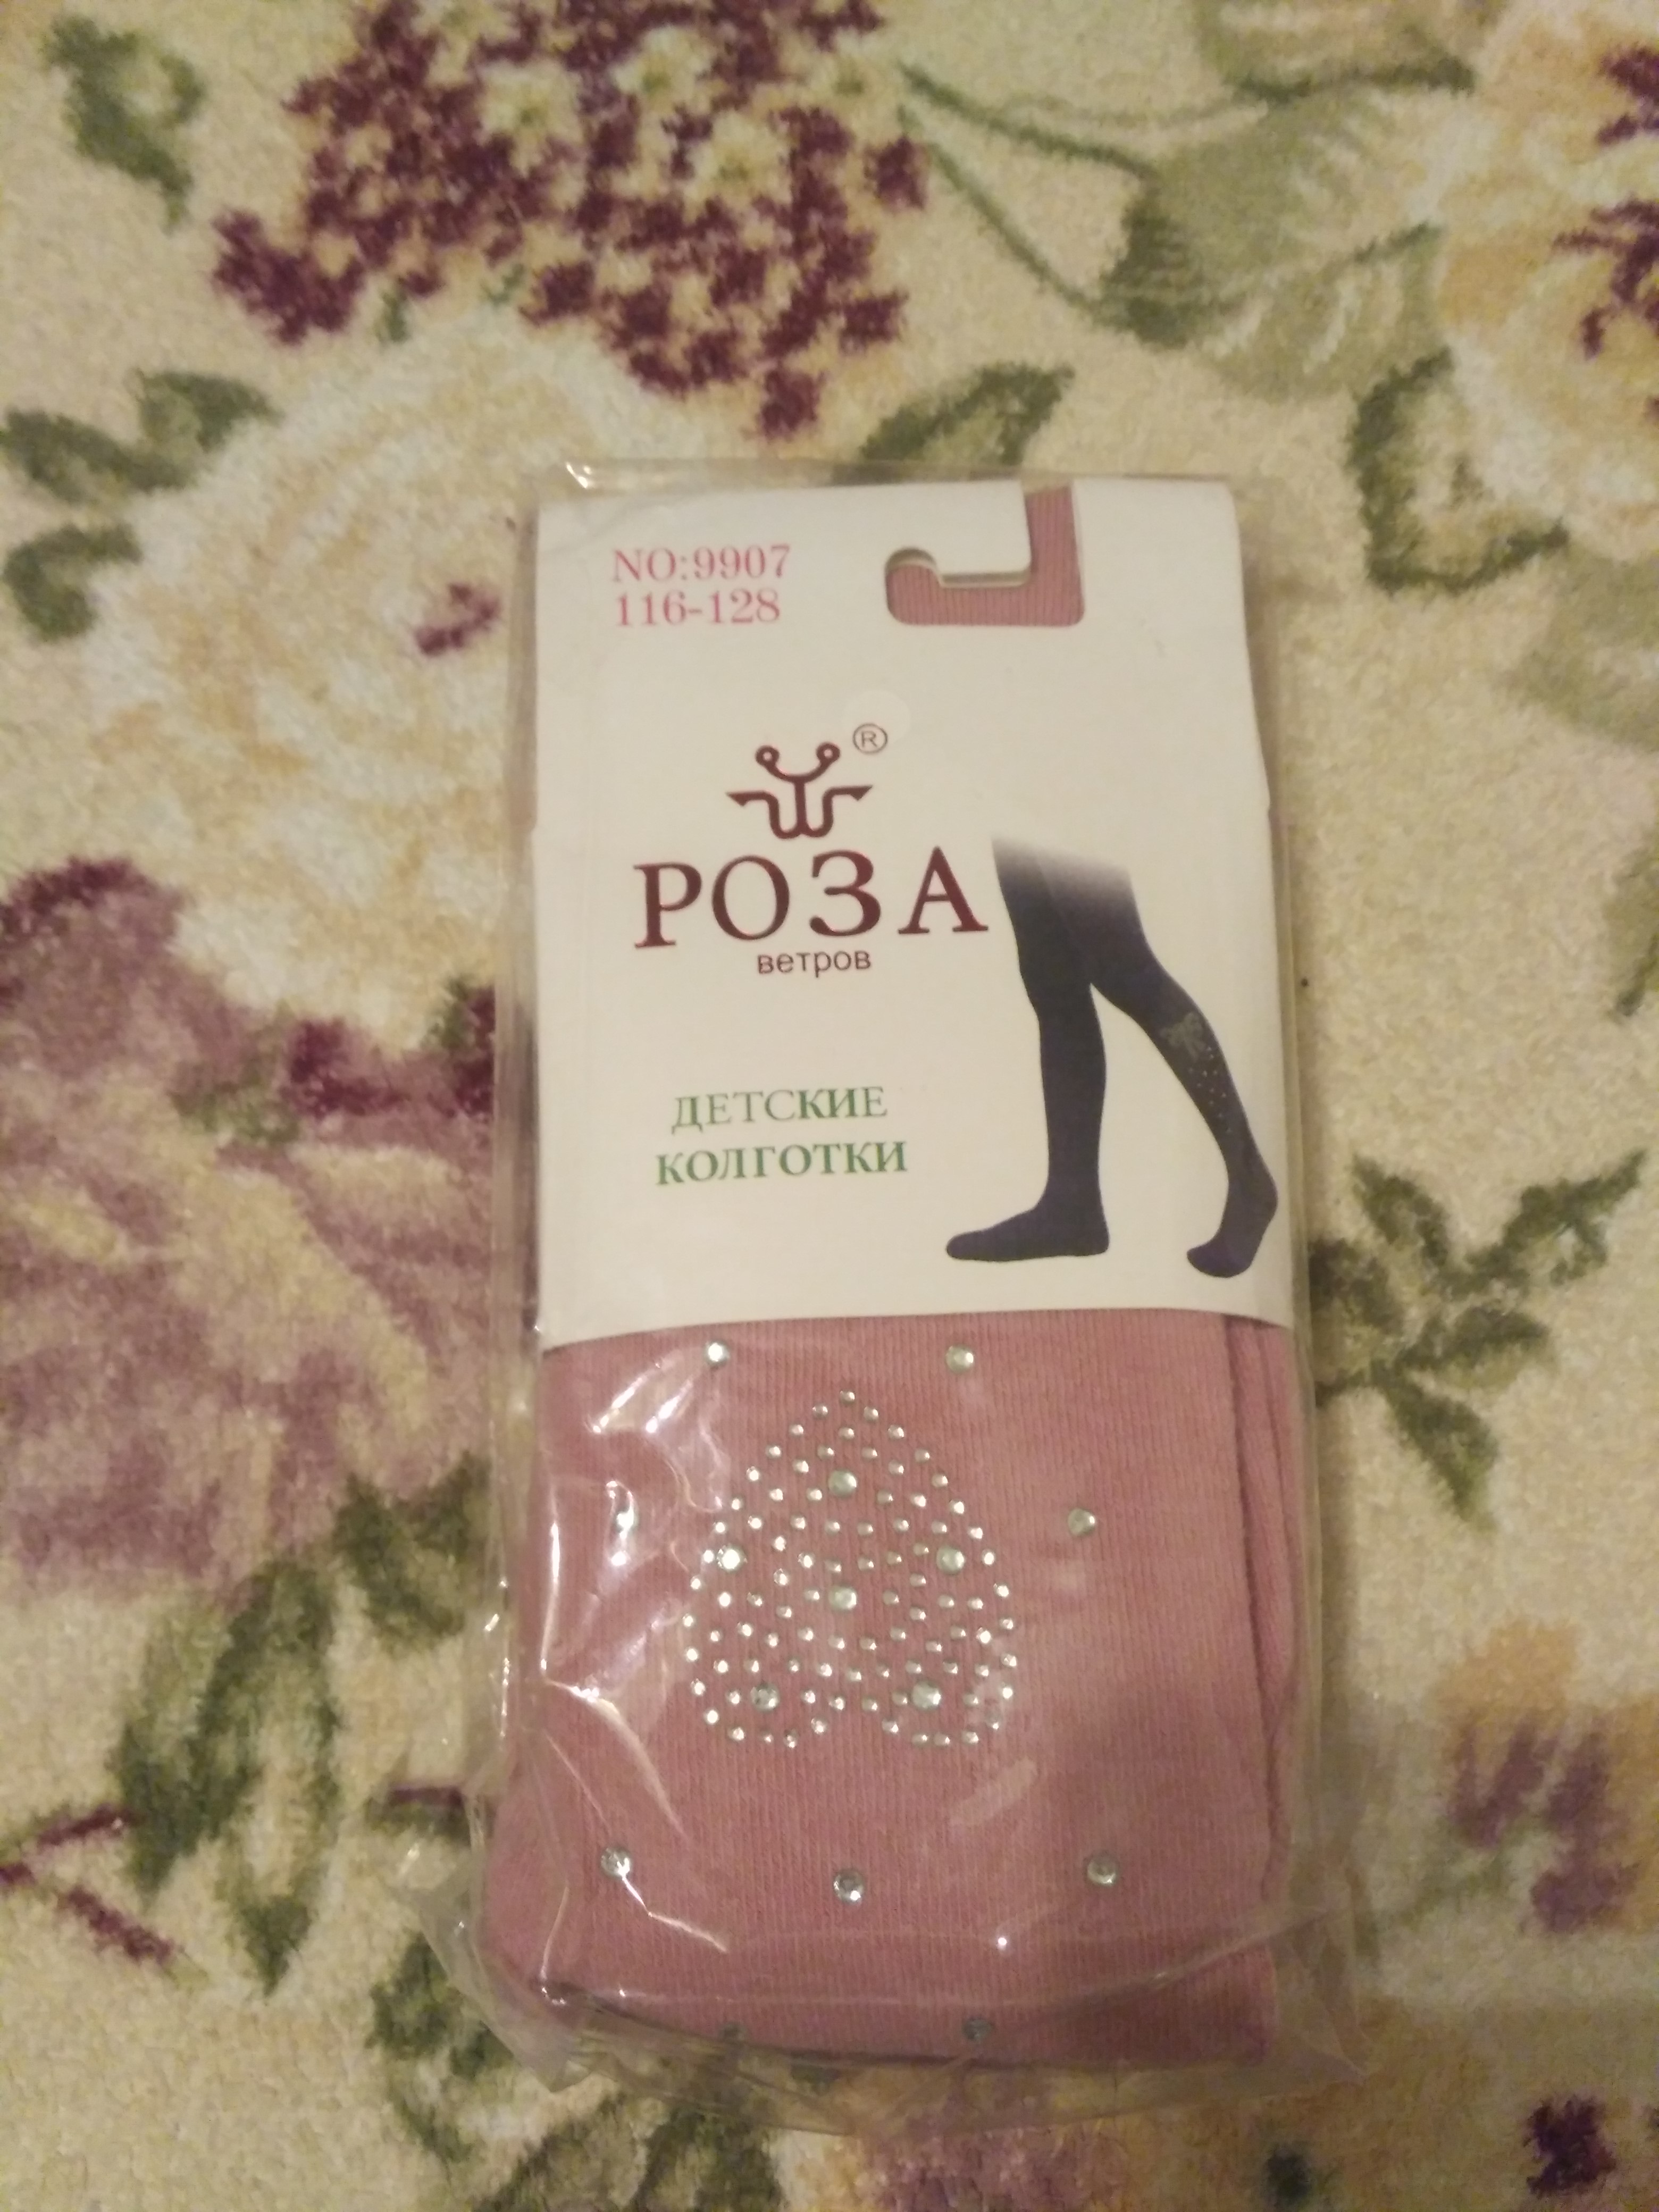 NO:9907
116-128
®
РОЗА
ветров
ДЕТСКИЕ
КОЛГОТКИ